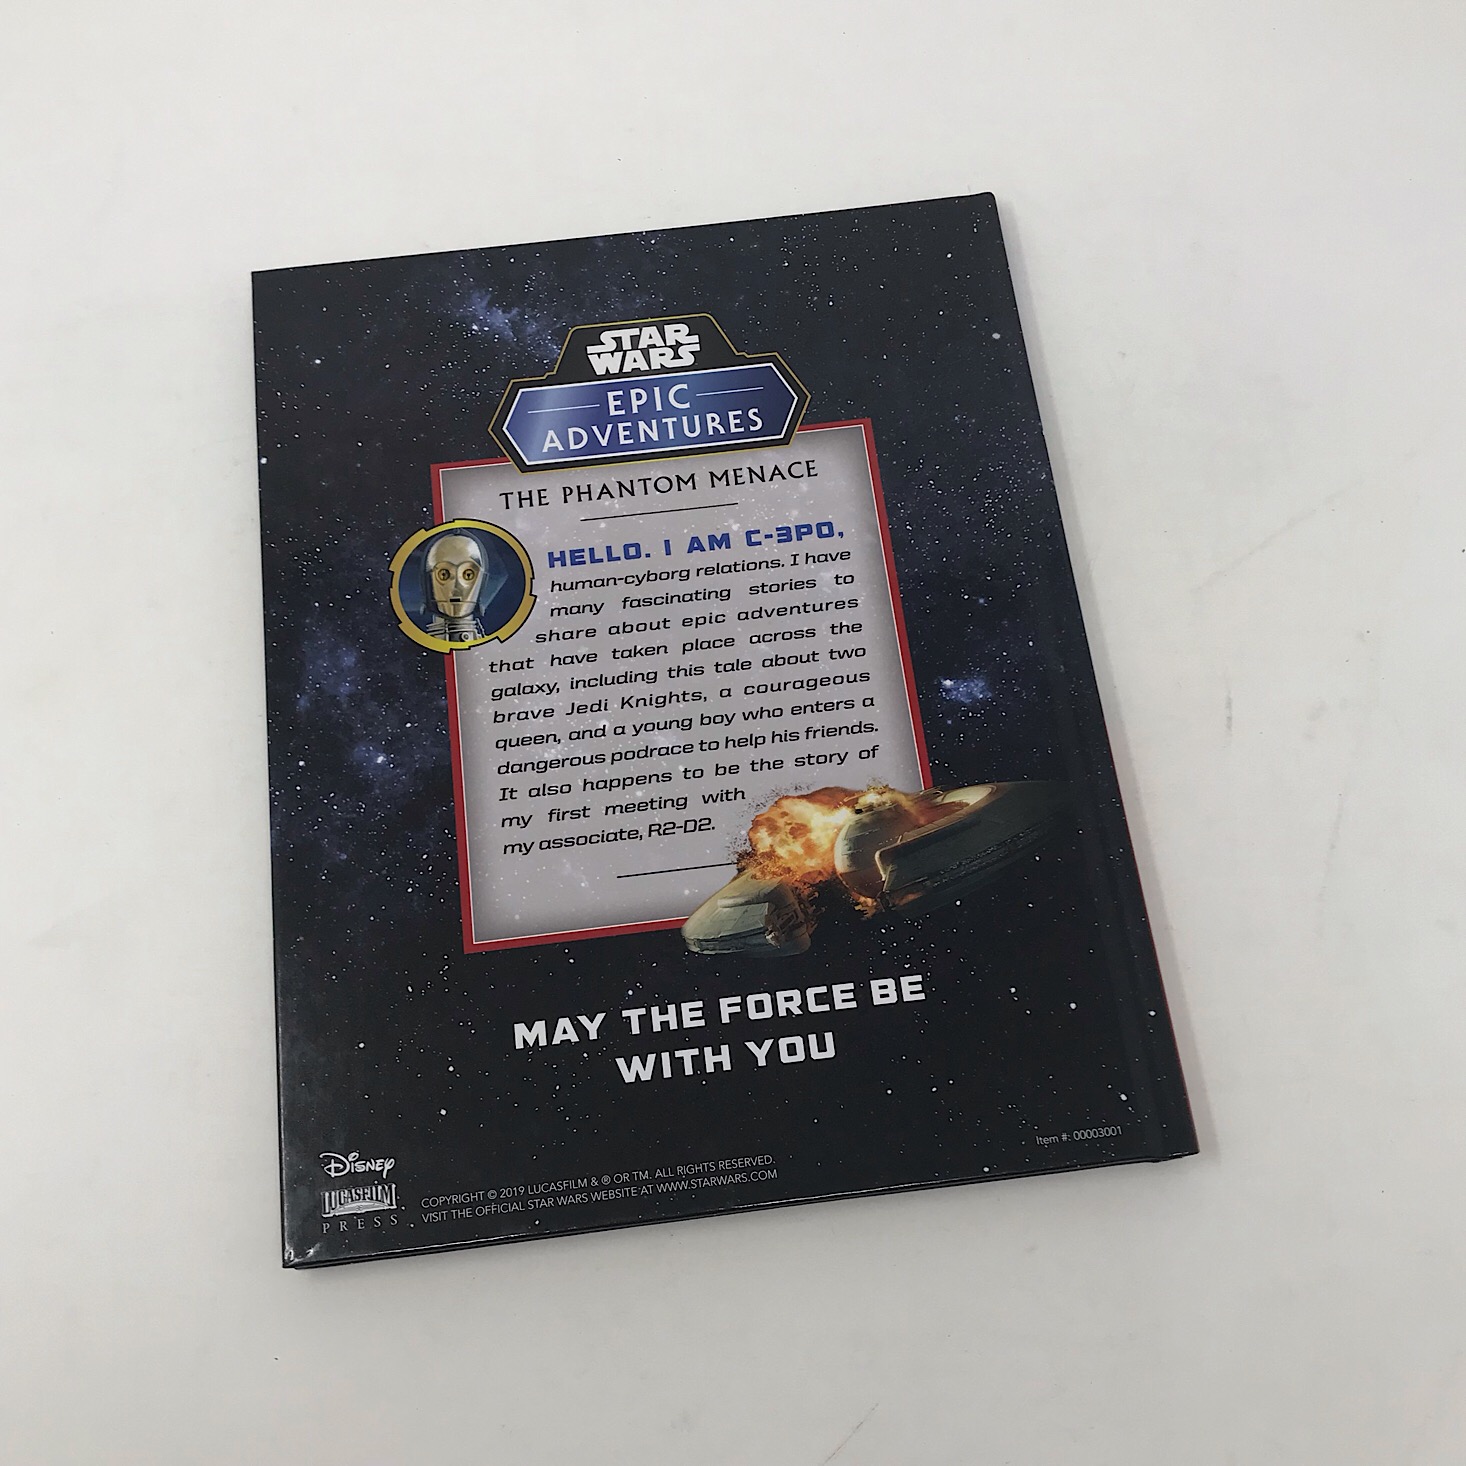 STAR
WARS
EPIC
ADVENTURES
THE PHANTOM MENACE
HELLO. I AM C-3PO,
human-cyborg relations. I have
many fascinating stories to
share about epic adventures
that have taken place across the
galaxy, including this tale about two
brave Jedi Knights, a courageous
queen, and a young boy who enters a
dangerous podrace to help his friends.
It also happens to be the story of
my first meeting with
my associate, R2-D2.
MAY THE FORCE BE
WITH YOU
Item #: 00003001
DISNEY
LUCASFILM
PRESS
COPYRIGHT © 2019 LUCASFILM & ® OR TM. ALL RIGHTS RESERVED.
VISIT THE OFFICIAL STAR WARS WEBSITE AT WWW.STARWARS.COM